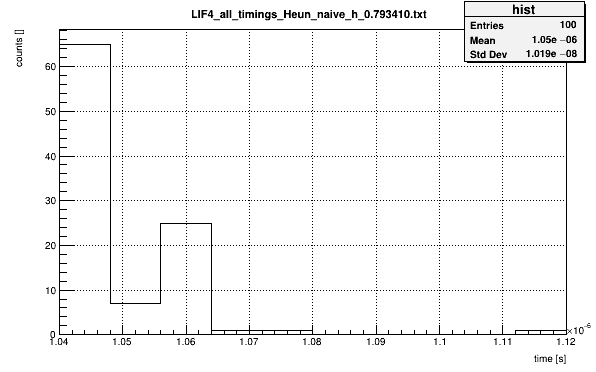 LIF4_all_timings_Heun_naive_h_0.793410.txt
hist
Entries 100
Mean 1.05e −06
Std Dev 1.019e −08
counts []
60
50
40
30
20
10
0
1.04 1.05 1.06 1.07 1.08 1.09 1.1 1.11 1.12
×10⁻⁶
time [s]